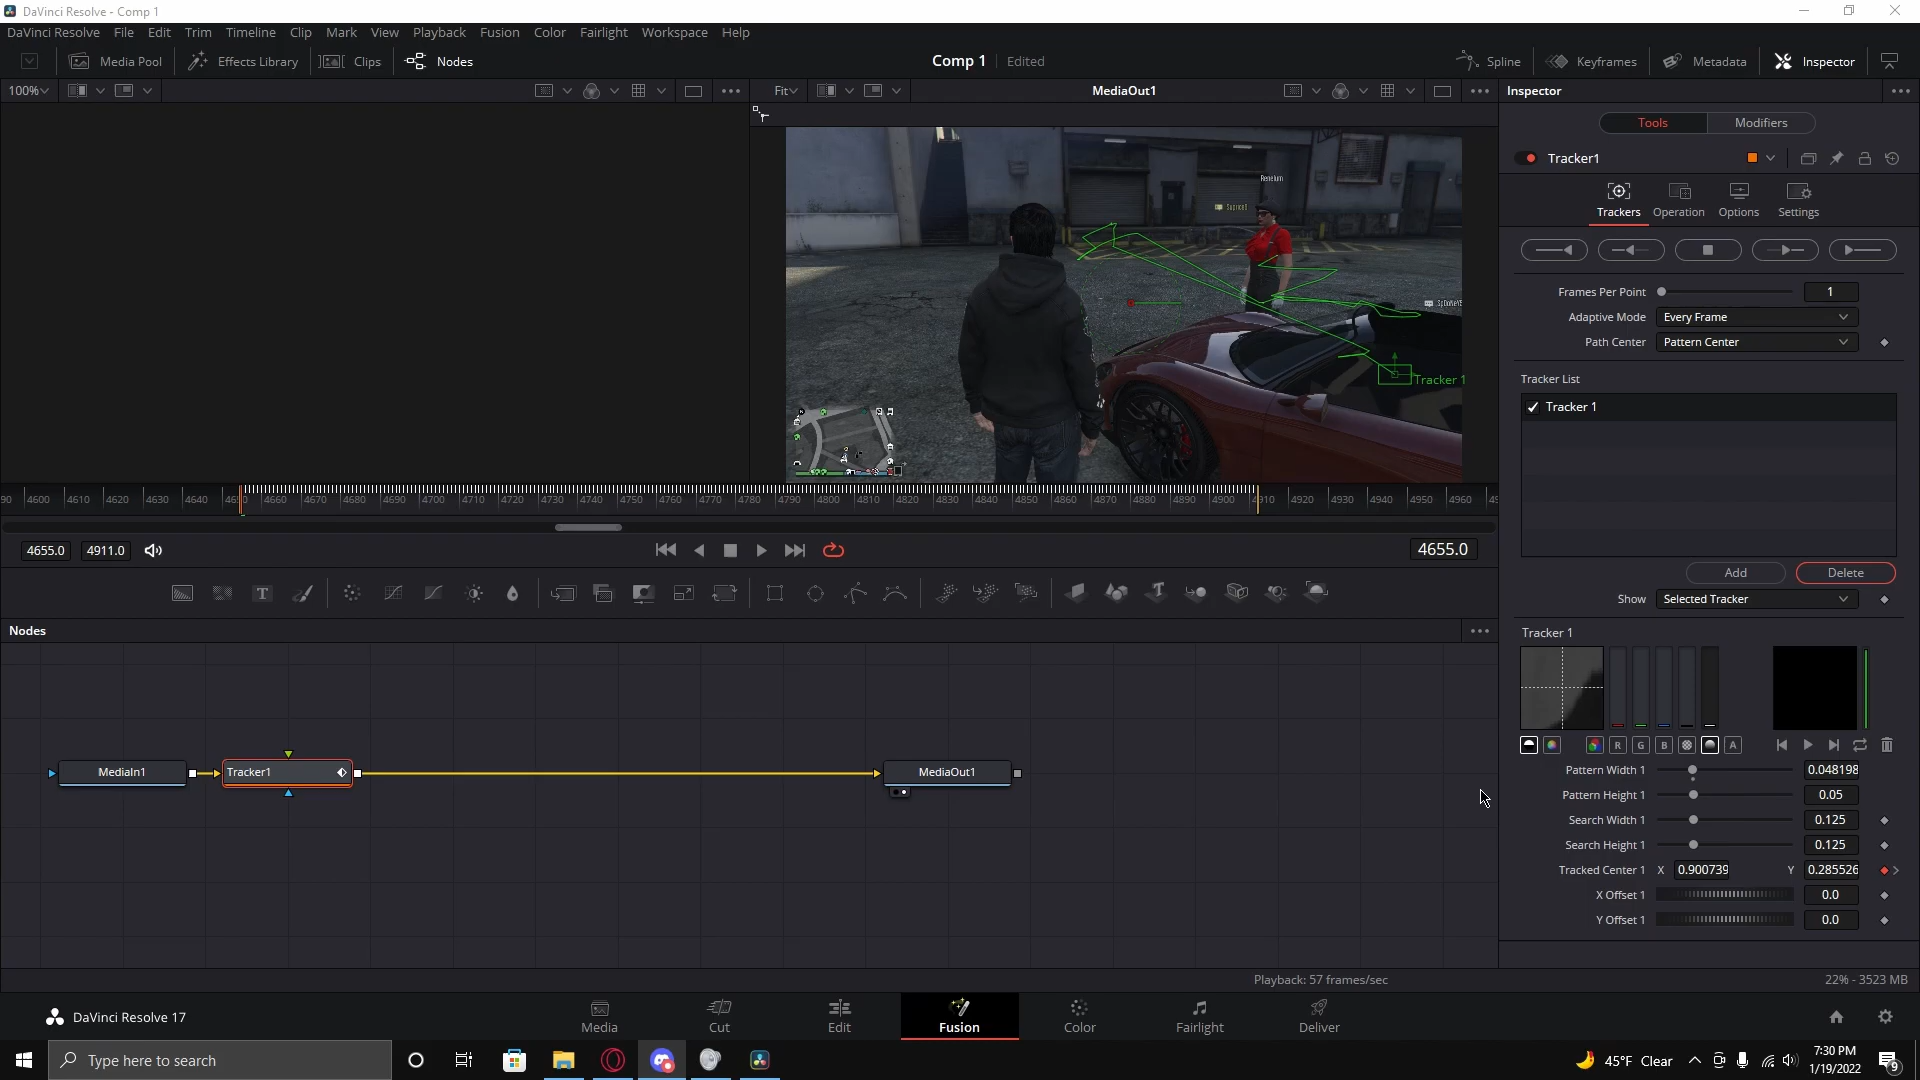 DaVinci Resolve - Comp 1
DaVinci Resolve File Edit Trim Timeline Clip Mark View Playback Fusion Color Fairlight Workspace Help
Media Pool Effects Library Clips Nodes Comp 1 Edited Spline Keyframes Metadata Inspector
100% Fit MediaOut1 Inspector
Tools Modifiers
Tracker1
Trackers Operation Options Settings
Renelum
Frames Per Point 1
Adaptive Mode Every Frame
Path Center Pattern Center
Tracker List
Tracker 1
Tracker 1
90 4600 4610 4620 4630 4640 4660 4670 4680 4690 4700 4710 4720 4730 4740 4750 4760 4770 4780 4790 4800 4810 4820 4830 4840 4850 4860 4870 4880 4890 4900 4910 4920 4930 4940 4950 4960
4655.0 4911.0 4655.0
Add Delete
Show Selected Tracker
Nodes
Tracker 1
R G B A
MediaIn1 Tracker1 MediaOut1
Pattern Width 1 0.048198
Pattern Height 1 0.05
Search Width 1 0.125
Search Height 1 0.125
Tracked Center 1 X 0.900739 Y 0.285526
X Offset 1 0.0
Y Offset 1 0.0
Playback: 57 frames/sec 22% - 3523 MB
DaVinci Resolve 17 Media Cut Edit Fusion Color Fairlight Deliver
Type here to search 45°F Clear 7:30 PM
1/19/2022 9